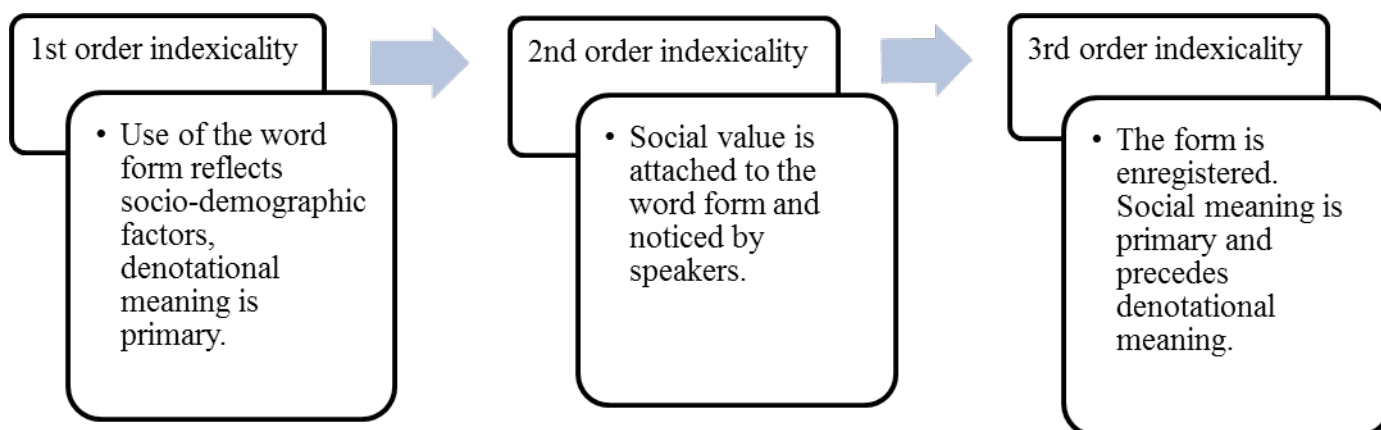 1st order indexicality
• Use of the word
form reflects
socio-demographic
factors,
denotational
meaning is
primary.
2nd order indexicality
• Social value is
attached to the
word form and
noticed by
speakers.
3rd order indexicality
• The form is
enregistered.
Social meaning is
primary and
precedes
denotational
meaning.